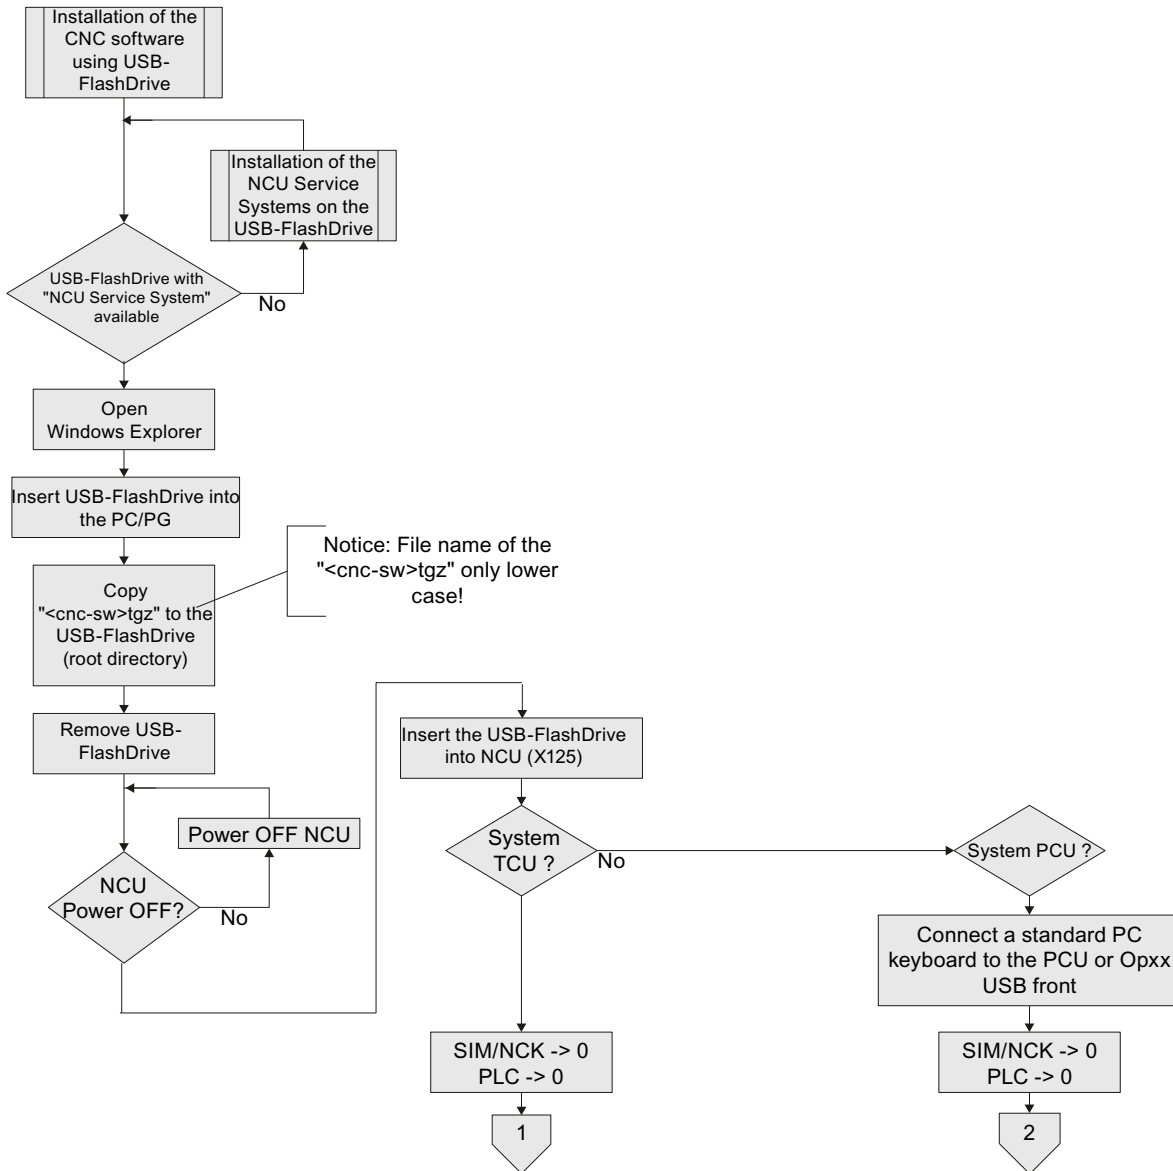 Installation of the
CNC software
using USB-
FlashDrive
Installation of the
NCU Service
Systems on the
USB-FlashDrive
USB-FlashDrive with
"NCU Service System"
available
No
Open
Windows Explorer
Insert USB-FlashDrive into
the PC/PG
Copy
"<cnc-sw>tgz" to the
USB-FlashDrive
(root directory)
Notice: File name of the
"<cnc-sw>tgz" only lower
case!
Remove USB-
FlashDrive
Power OFF NCU
NCU
Power OFF?
No
Insert the USB-FlashDrive
into NCU (X125)
System
TCU ?
No
System PCU ?
Connect a standard PC
keyboard to the PCU or Opxx
USB front
SIM/NCK -> 0
PLC -> 0
SIM/NCK -> 0
PLC -> 0
1
2